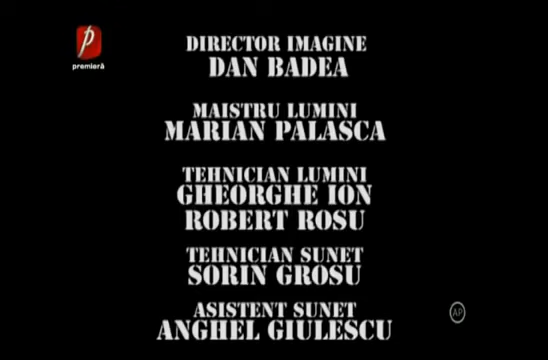 p
premieră
DIRECTOR IMAGINE
DAN BADEA
MAISTRU LUMINI
MARIAN PALASCA
TEHNICIAN LUMINI
GHEORGHE ION
ROBERT ROSU
TEHNICIAN SUNET
SORIN GROSU
ASISTENT SUNET
ANGHEL GIULESCU
AP